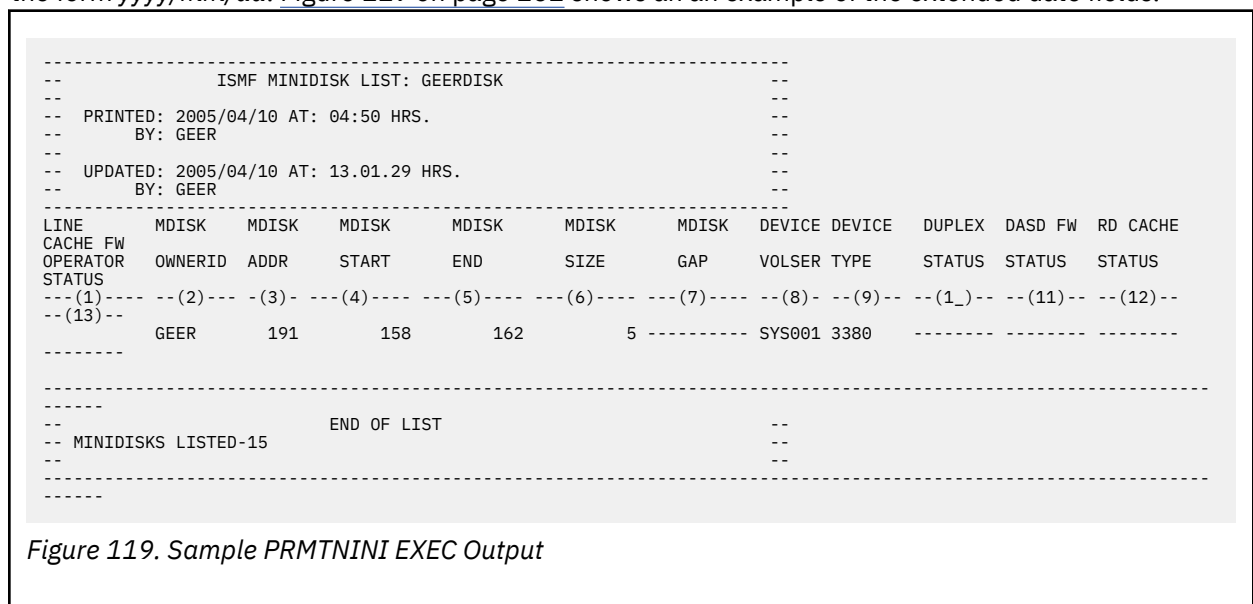 the form yyyy/mm/dd. Figure 119 on page 202 shows an an example of the extended date fields.
-------------------------------------------------------------------------
--             ISMF MINIDISK LIST: GEERDISK                            --
--                                                                     --
--  PRINTED: 2005/04/10 AT: 04:50 HRS.                                 --
--       BY: GEER                                                      --
--                                                                     --
--  UPDATED: 2005/04/10 AT: 13.01.29 HRS.                              --
--       BY: GEER                                                      --
-------------------------------------------------------------------------
LINE       MDISK    MDISK    MDISK      MDISK      MDISK      MDISK    DEVICE DEVICE    DUPLEX  DASD FW  RD CACHE
CACHE FW
OPERATOR   OWNERID  ADDR     START      END        SIZE       GAP      VOLSER TYPE      STATUS  STATUS   STATUS
STATUS
---(1)---- --(2)--- -(3)- ---(4)---- ---(5)---- ---(6)---- ---(7)---- --(8)- --(9)-- --(1_)-- --(11)-- --(12)--
--(13)--
           GEER       191        158        162          5 ---------- SYS001 3380    -------- -------- --------
--------
------------------------------------------------------------------------------------------------------------------
------
--                        END OF LIST                                --
-- MINIDISKS LISTED-15                                               --
--                                                                   --
------------------------------------------------------------------------------------------------------------------
------
Figure 119. Sample PRMTNINI EXEC Output